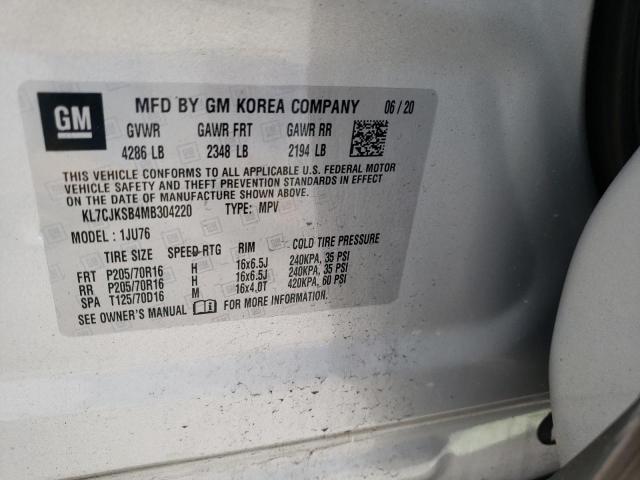 GM
MFD BY GM KOREA COMPANY 06/20
GVWR GAWR FRT GAWR RR
4286 LB 2348 LB 2194 LB
THIS VEHICLE CONFORMS TO ALL APPLICABLE U.S. FEDERAL MOTOR
VEHICLE SAFETY AND THEFT PREVENTION STANDARDS IN EFFECT
ON THE DATE OF MANUFACTURE SHOWN ABOVE.
KL7CJKSB4MB304220 TYPE: MPV
MODEL: 1JU76
TIRE SIZE SPEED RTG RIM COLD TIRE PRESSURE
FRT P205/70R16 H 16x6.5J 240KPA, 35 PSI
RR P205/70R16 H 16x6.5J 240KPA, 35 PSI
SPA T125/70D16 M 16x4.0T 420KPA, 60 PSI
SEE OWNER'S MANUAL FOR MORE INFORMATION.